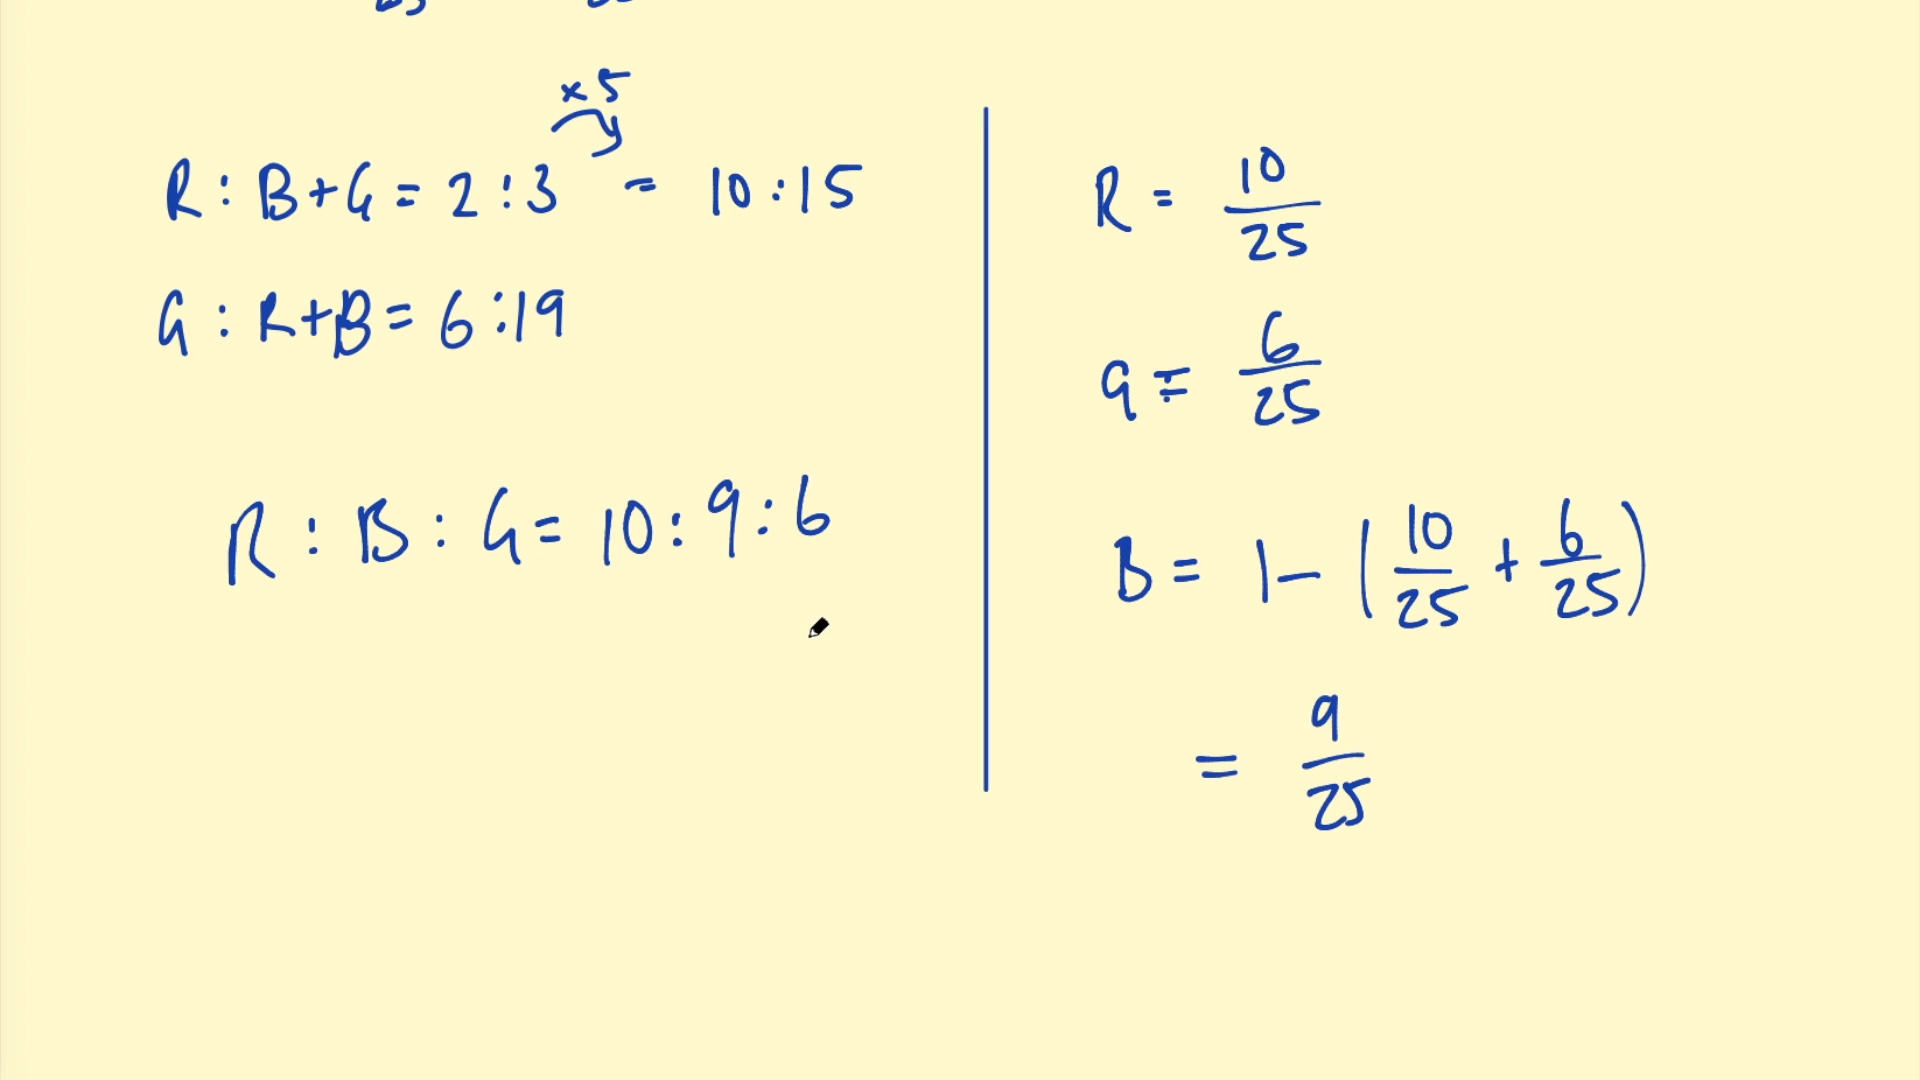 ×5
R : B+G = 2 : 3 = 10 : 15
G : R+B = 6 : 19
R : B : G = 10 : 9 : 6
R = 10/25
G = 6/25
B = 1 - (10/25 + 6/25)
= 9/25